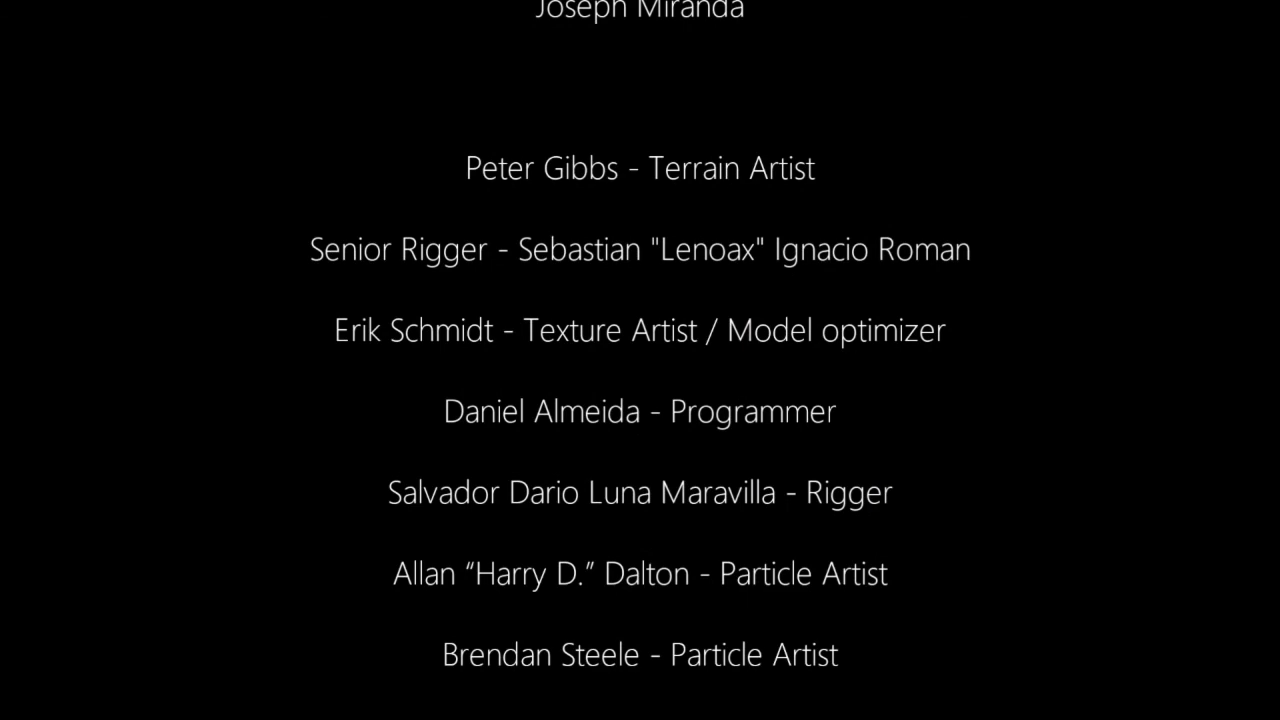 Joseph Miranda
Peter Gibbs - Terrain Artist
Senior Rigger - Sebastian "Lenoax" Ignacio Roman
Erik Schmidt - Texture Artist / Model optimizer
Daniel Almeida - Programmer
Salvador Dario Luna Maravilla - Rigger
Allan “Harry D.” Dalton - Particle Artist
Brendan Steele - Particle Artist